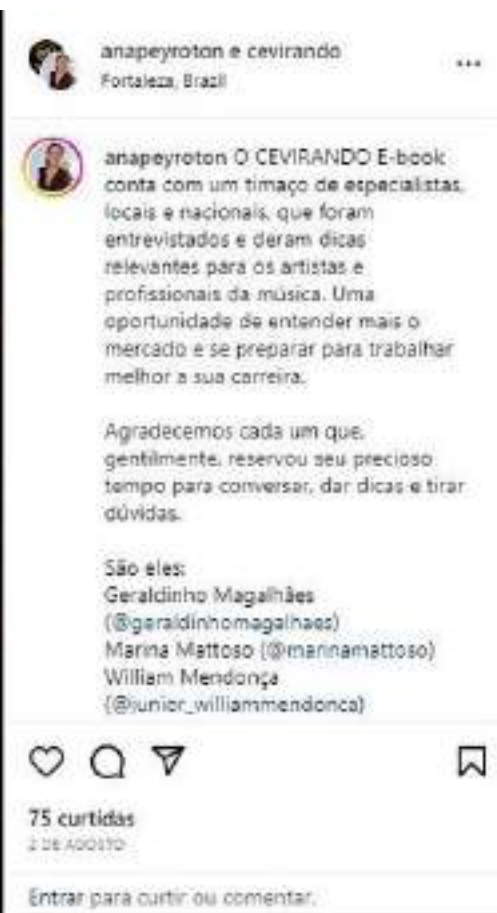 anapeyroton e cevirando
Fortaleza, Brazil
anapeyroton O CEVIRANDO E-book
conta com um timaço de especialistas,
locais e nacionais, que foram
entrevistados e deram dicas
relevantes para os artistas e
profissionais da música. Uma
oportunidade de entender mais o
mercado e se preparar para trabalhar
melhor a sua carreira.
Agradecemos cada um que,
gentilmente, reservou seu precioso
tempo para conversar, dar dicas e tirar
dúvidas.
São eles:
Geraldinho Magalhães
(@geraldinhomagalhaes)
Marina Mattoso (@marinamattoso)
William Mendonça
(@junior_williammendonca)
75 curtidas
2 DE AGOSTO
Entrar para curtir ou comentar.